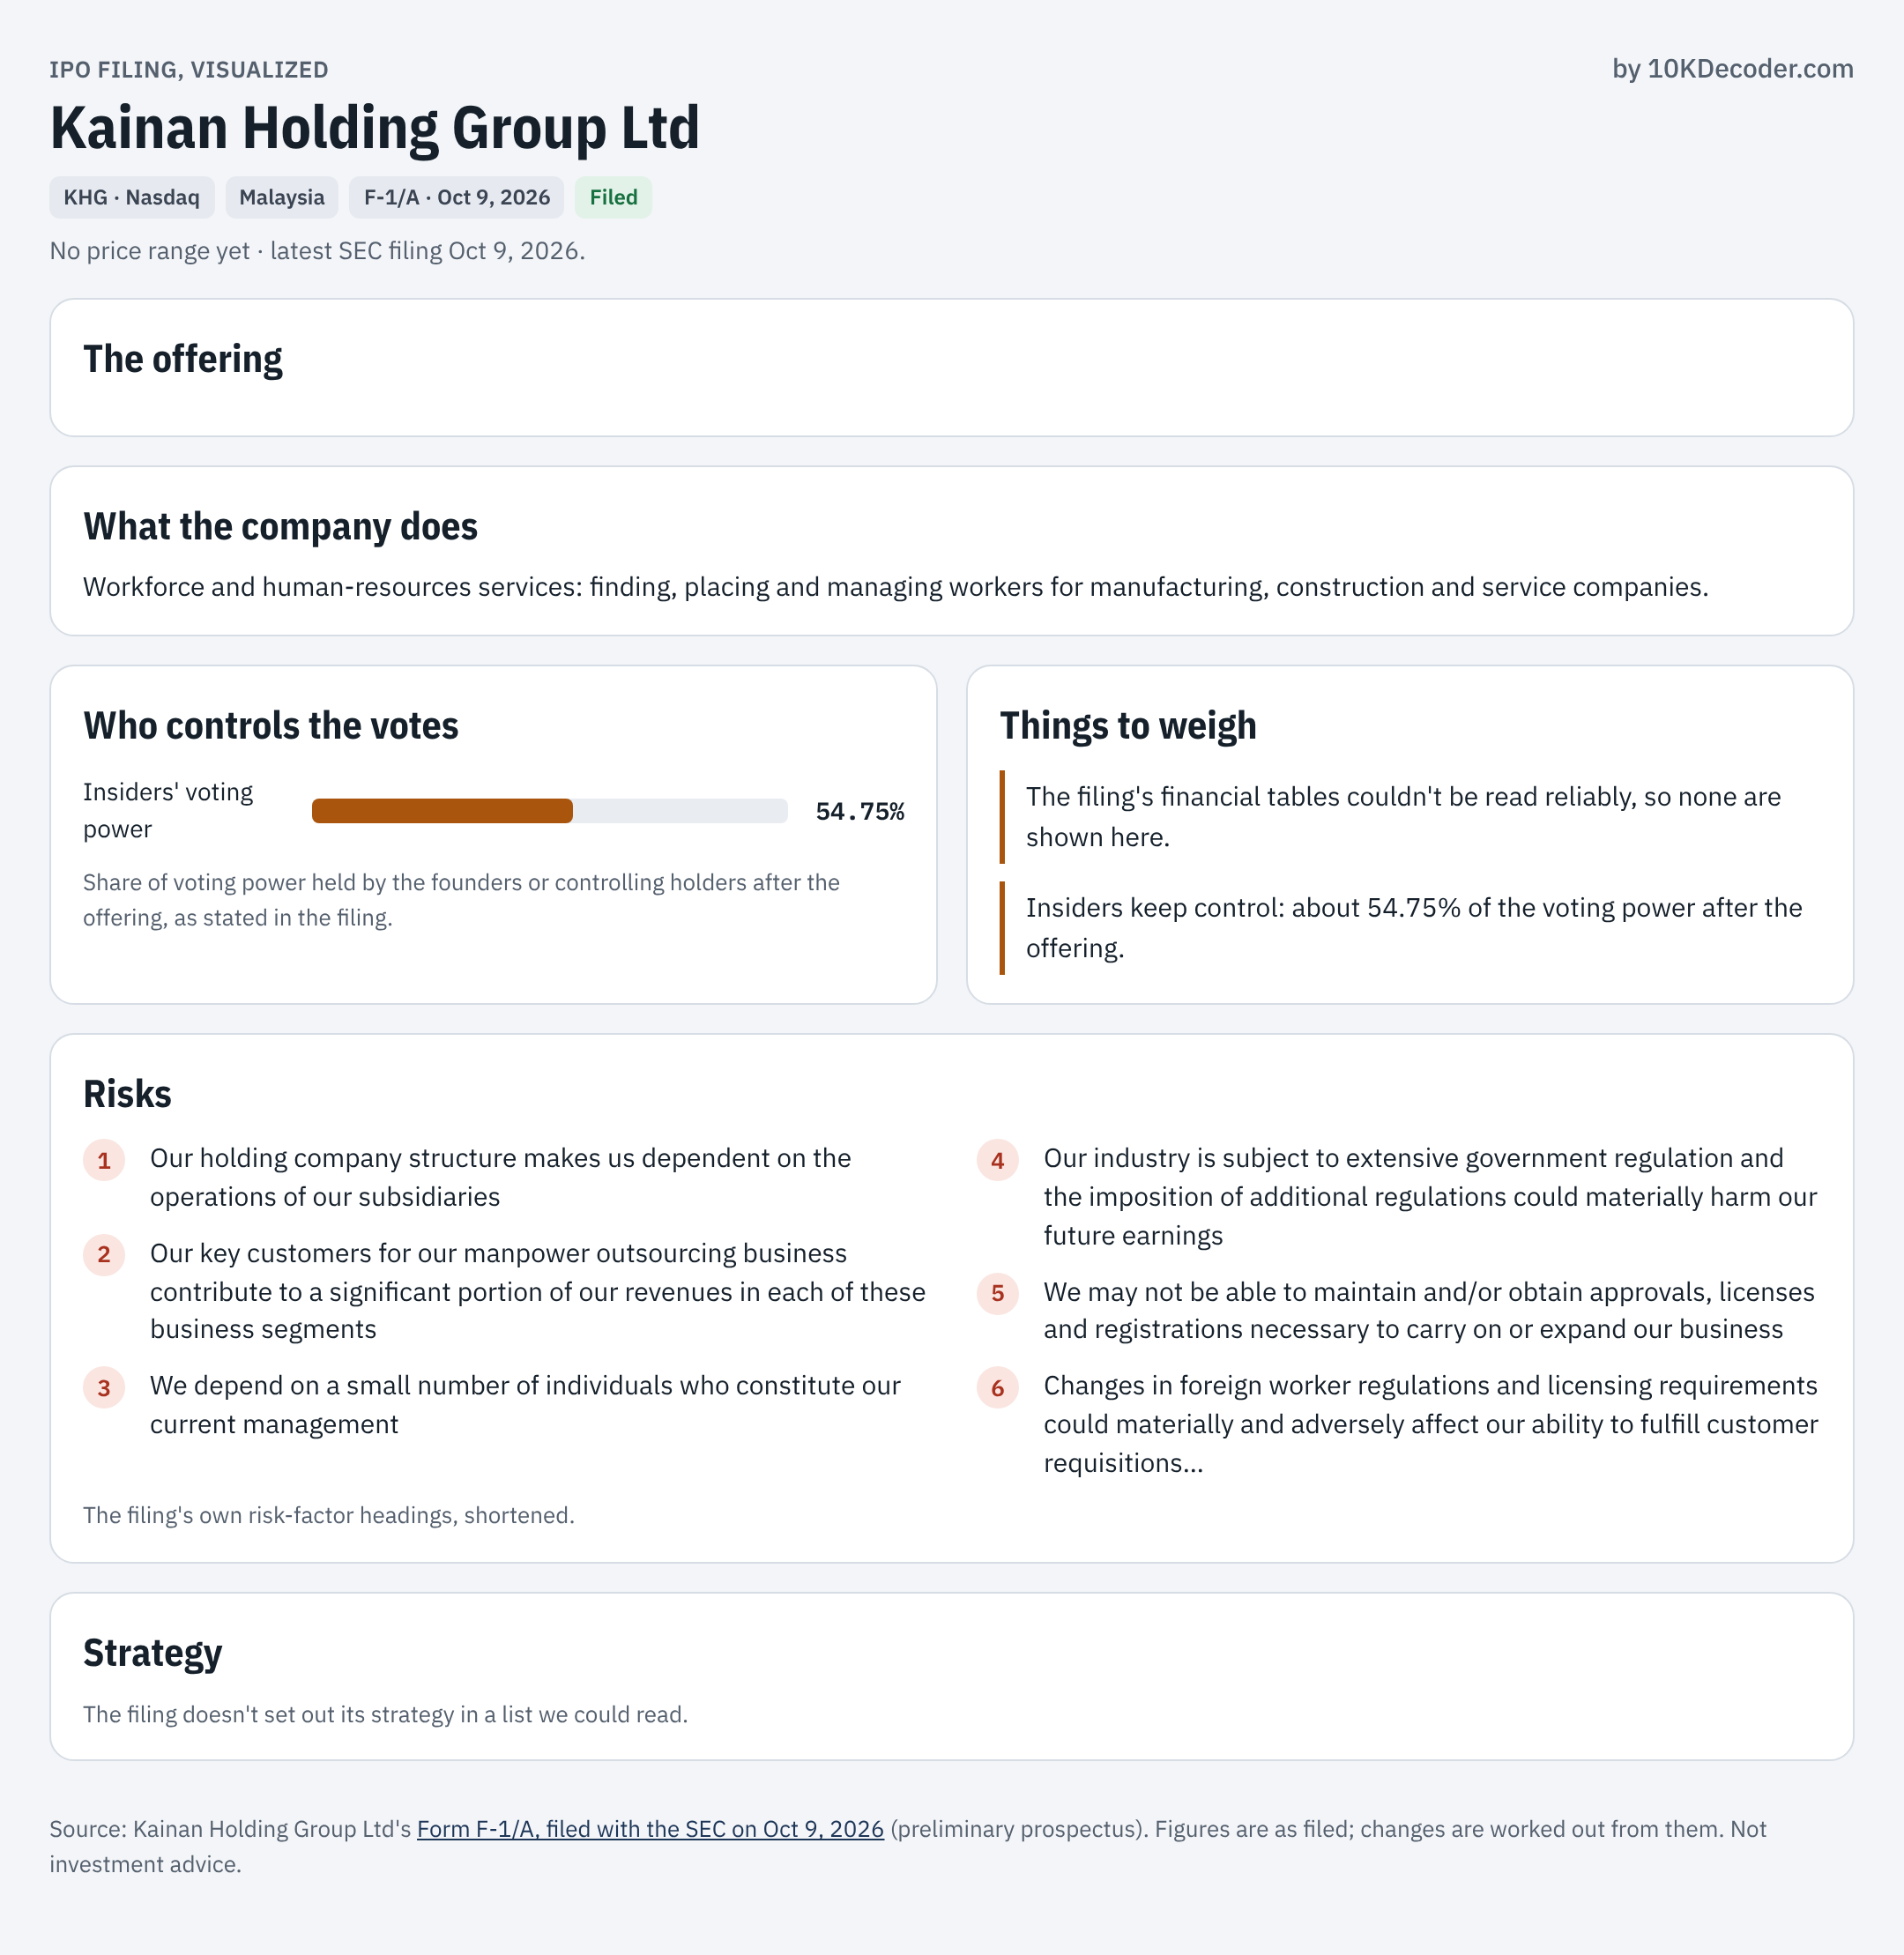 IPO FILING, VISUALIZED
by 10KDecoder.com
Kainan Holding Group Ltd
KHG · Nasdaq
Malaysia
F-1/A · Oct 9, 2026
Filed
No price range yet · latest SEC filing Oct 9, 2026.
The offering
What the company does
Workforce and human-resources services: finding, placing and managing workers for manufacturing, construction and service companies.
Who controls the votes
Insiders' voting
power
54.75%
Share of voting power held by the founders or controlling holders after the
offering, as stated in the filing.
Things to weigh
The filing's financial tables couldn't be read reliably, so none are
shown here.
Insiders keep control: about 54.75% of the voting power after the
offering.
Risks
1
Our holding company structure makes us dependent on the
operations of our subsidiaries
2
Our key customers for our manpower outsourcing business
contribute to a significant portion of our revenues in each of these
business segments
3
We depend on a small number of individuals who constitute our
current management
4
Our industry is subject to extensive government regulation and
the imposition of additional regulations could materially harm our
future earnings
5
We may not be able to maintain and/or obtain approvals, licenses
and registrations necessary to carry on or expand our business
6
Changes in foreign worker regulations and licensing requirements
could materially and adversely affect our ability to fulfill customer
requisitions…
The filing's own risk-factor headings, shortened.
Strategy
The filing doesn't set out its strategy in a list we could read.
Source: Kainan Holding Group Ltd's Form F-1/A, filed with the SEC on Oct 9, 2026 (preliminary prospectus). Figures are as filed; changes are worked out from them. Not
investment advice.